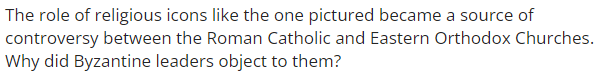 The role of religious icons like the one pictured became a source of
controversy between the Roman Catholic and Eastern Orthodox Churches.
Why did Byzantine leaders object to them?